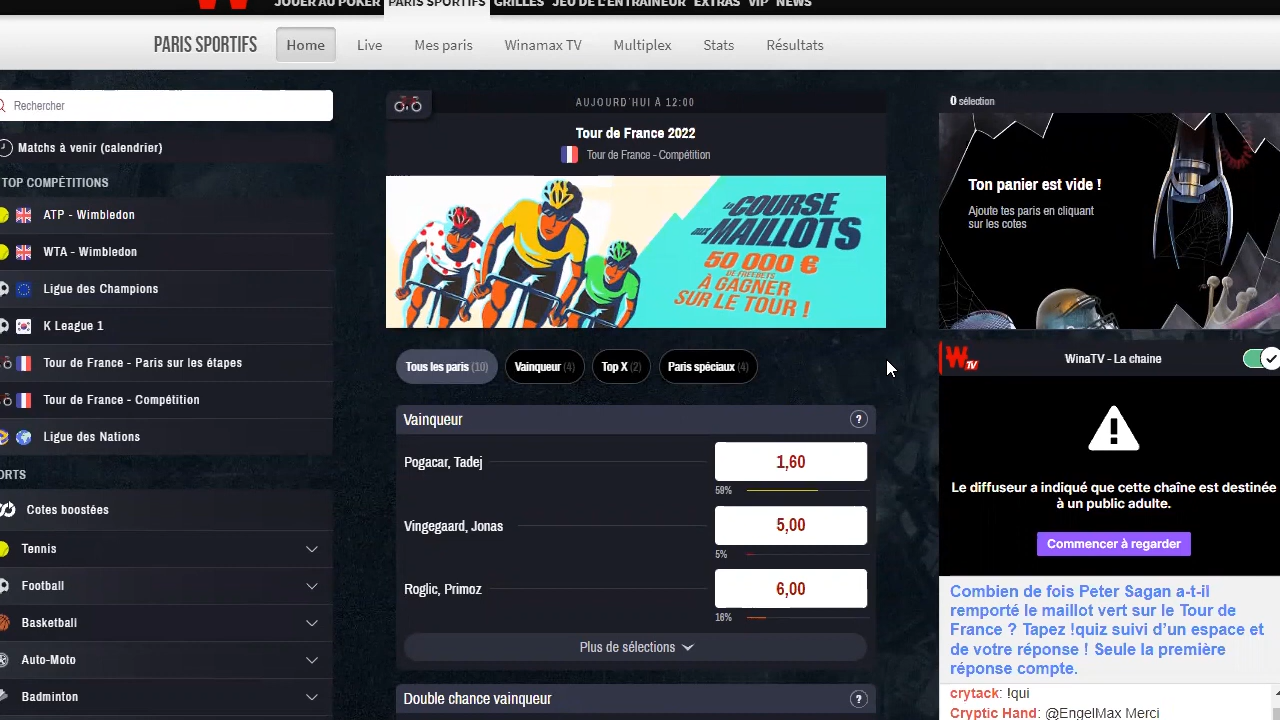 JOUER AU POKER PARIS SPORTIFS GRILLES JEU DE L'ENTRAINEUR EXTRAS VIP NEWS
PARIS SPORTIFS Home Live Mes paris Winamax TV Multiplex Stats Résultats
Rechercher
Matchs à venir (calendrier)
TOP COMPÉTITIONS
ATP - Wimbledon
WTA - Wimbledon
Ligue des Champions
K League 1
Tour de France - Paris sur les étapes
Tour de France - Compétition
Ligue des Nations
ORTS
Cotes boostées
Tennis
Football
Basketball
Auto-Moto
Badminton
AUJOURD'HUI À 12:00
Tour de France 2022
Tour de France - Compétition
LA COURSE
AUX MAILLOTS
50 000 €
DE FREEBETS
À GAGNER
SUR LE TOUR !
Tous les paris (10) Vainqueur (4) Top X (2) Paris spéciaux (4)
Vainqueur ?
Pogacar, Tadej 1,60
59%
Vingegaard, Jonas 5,00
5%
Roglic, Primoz 6,00
16%
Plus de sélections
Double chance vainqueur ?
0 sélection
Ton panier est vide !
Ajoute tes paris en cliquant
sur les cotes
W TV WinaTV - La chaine
Le diffuseur a indiqué que cette chaîne est destinée
à un public adulte.
Commencer à regarder
Combien de fois Peter Sagan a-t-il
remporté le maillot vert sur le Tour de
France ? Tapez !quiz suivi d'un espace et
de votre réponse ! Seule la première
réponse compte.
crytack: !qui
Cryptic Hand: @EngelMax Merci